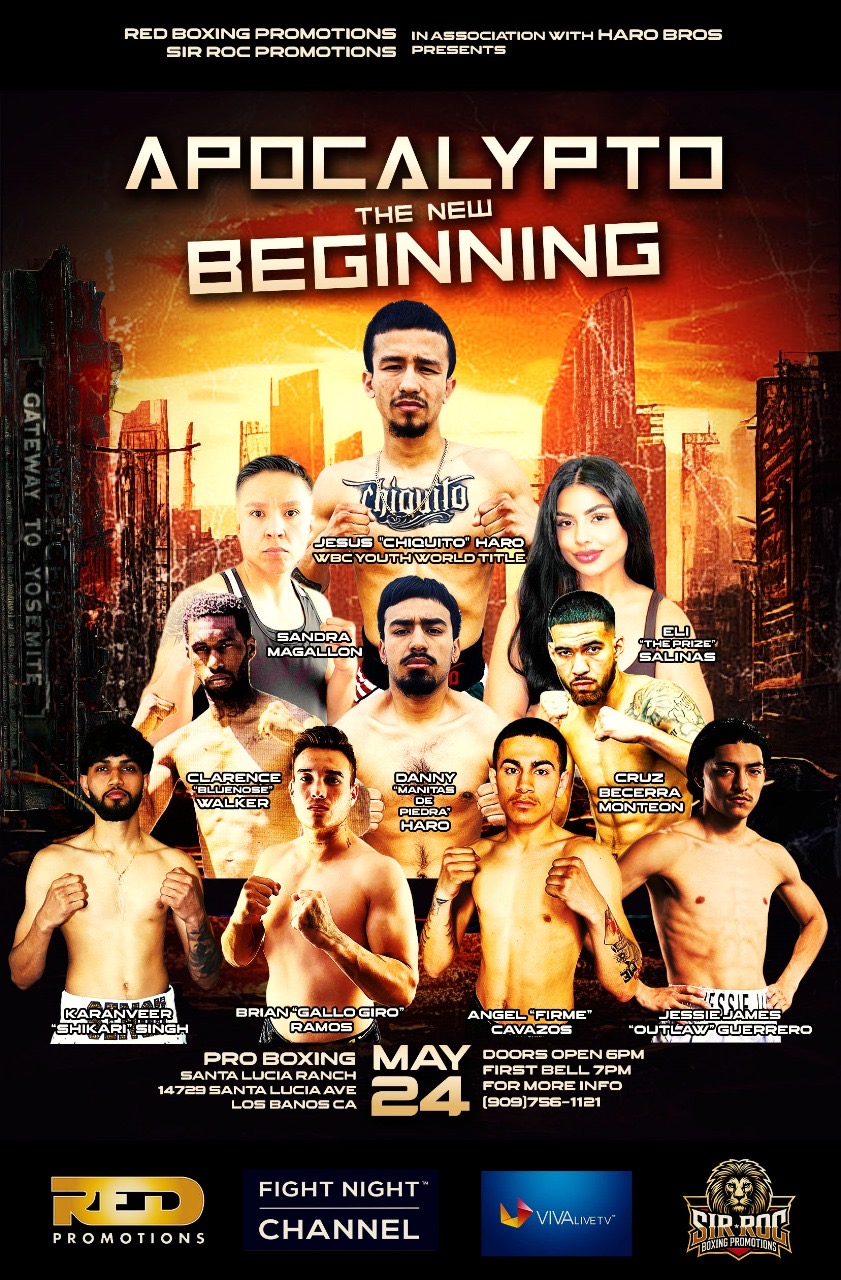 RED BOXING PROMOTIONS
SIR ROC PROMOTIONS
IN ASSOCIATION WITH HARO BROS
PRESENTS
APOCALYPTO
THE NEW
BEGINNING
GATEWAY TO YOSEMITE
chiquito
JESUS "CHIQUITO" HARO
WBC YOUTH WORLD TITLE
SANDRA
MAGALLON
ELI
"THE PRIZE"
SALINAS
CLARENCE
"BLUENOSE"
WALKER
DANNY
"MANITAS
DE
PIEDRA"
HARO
CRUZ
BECERRA
MONTEON
KARANVEER
"SHIKARI" SINGH
BRIAN "GALLO GIRO"
RAMOS
ANGEL "FIRME"
CAVAZOS
JESSIE JAMES
"OUTLAW" GUERRERO
PRO BOXING
SANTA LUCIA RANCH
14729 SANTA LUCIA AVE
LOS BANOS CA
MAY
24
DOORS OPEN 6PM
FIRST BELL 7PM
FOR MORE INFO
(909)756-1121
RED
PROMOTIONS
FIGHT NIGHT™
CHANNEL
VIVALIVETV™
SIR ROC
BOXING PROMOTIONS